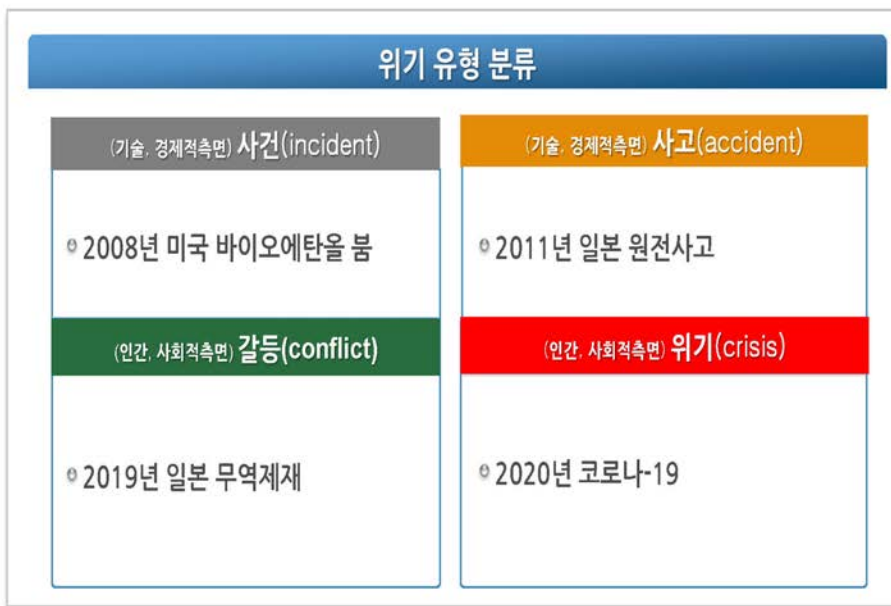 위기 유형 분류
(기술, 경제적측면) 사건(incident)
2008년 미국 바이오에탄올 붐
(기술, 경제적측면) 사고(accident)
2011년 일본 원전사고
(인간, 사회적측면) 갈등(conflict)
2019년 일본 무역제재
(인간, 사회적측면) 위기(crisis)
2020년 코로나-19